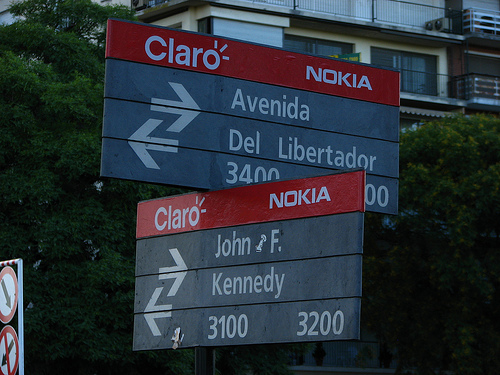 Claro NOKIA
Avenida
Del Libertador
3400 00
Claro NOKIA
John F.
Kennedy
3100 3200